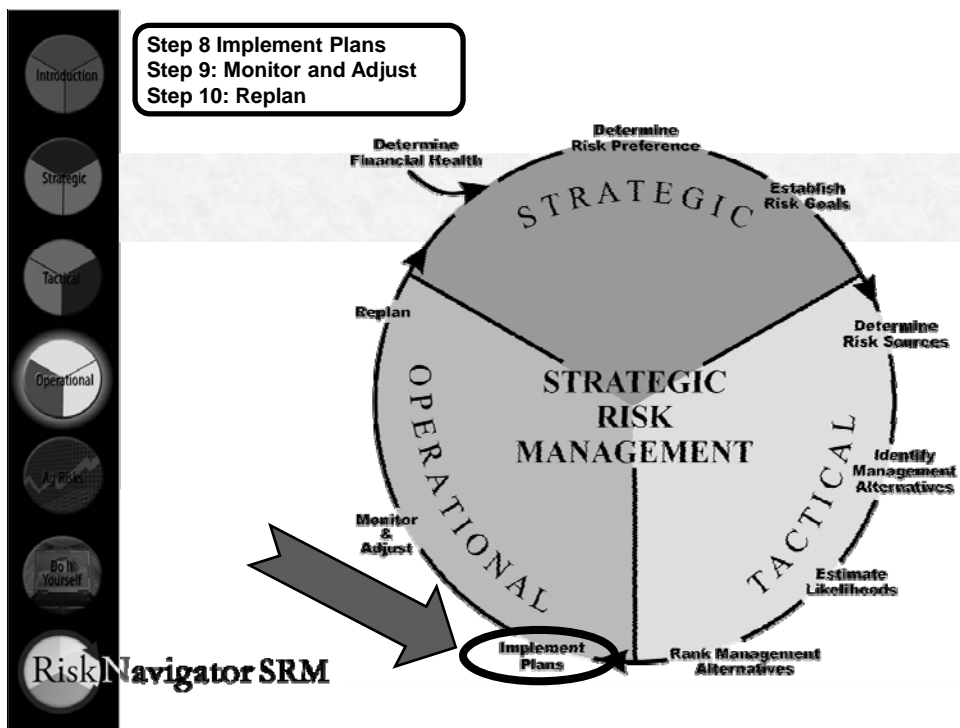 Step 8 Implement Plans
Step 9: Monitor and Adjust
Step 10: Replan
Introduction
Strategic
Tactical
Operational
Ag Risks
Do It
Yourself
Risk Navigator SRM
Determine
Financial Health
Determine
Risk Preference
Establish
Risk Goals
Determine
Risk Sources
Identify
Management
Alternatives
Estimate
Likelihoods
Rank Management
Alternatives
Implement
Plans
Monitor
&
Adjust
Replan
STRATEGIC
TACTICAL
OPERATIONAL
STRATEGIC
RISK
MANAGEMENT